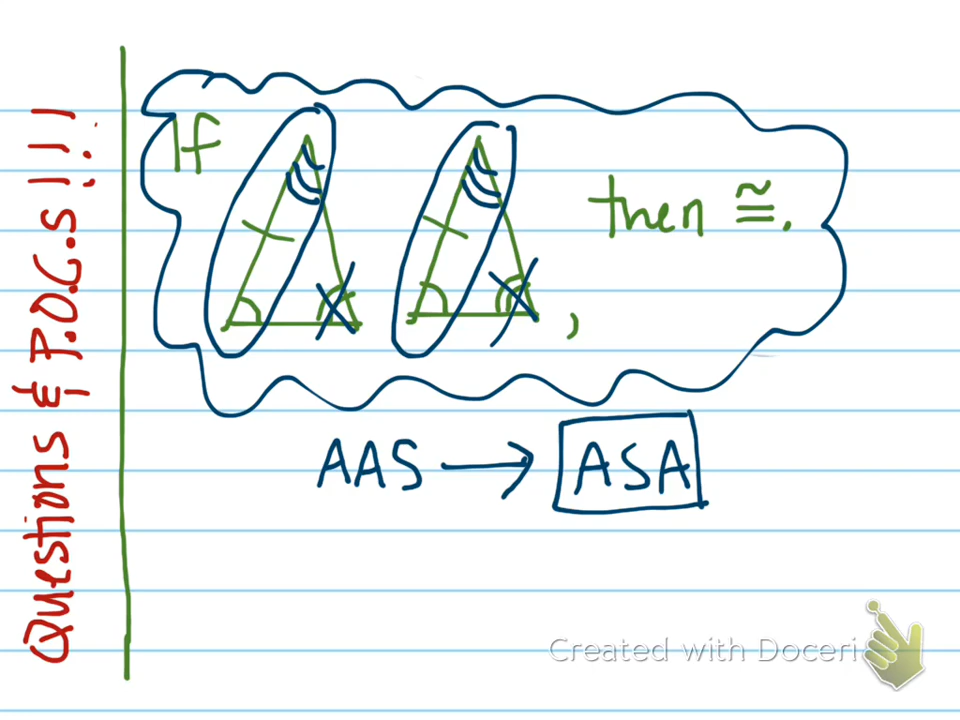 Questions & P.O.C.s !!!
If
then ≅.
,
AAS → ASA
Created with Doceri